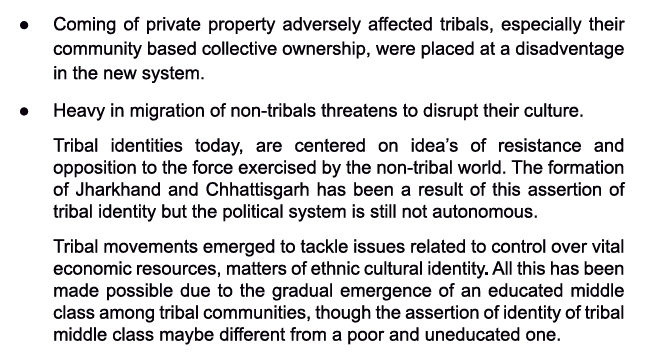 ● Coming of private property adversely affected tribals, especially their
community based collective ownership, were placed at a disadventage
in the new system.
● Heavy in migration of non-tribals threatens to disrupt their culture.
Tribal identities today, are centered on idea's of resistance and
opposition to the force exercised by the non-tribal world. The formation
of Jharkhand and Chhattisgarh has been a result of this assertion of
tribal identity but the political system is still not autonomous.
Tribal movements emerged to tackle issues related to control over vital
economic resources, matters of ethnic cultural identity. All this has been
made possible due to the gradual emergence of an educated middle
class among tribal communities, though the assertion of identity of tribal
middle class maybe different from a poor and uneducated one.